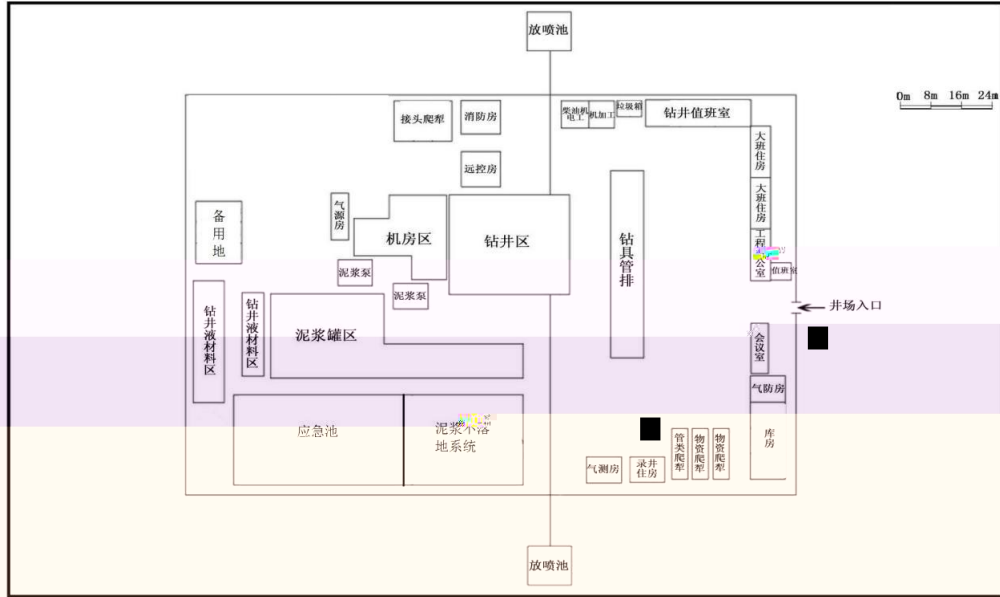 放喷池
0m 8m 16m 24m
接头爬犁
消防房
柴油机
电工
机加工
垃圾箱
钻井值班室
大班住房
远控房
大班住房
气源房
备用地
机房区
钻井区
钻具管排
工程
公室
值班室
泥浆泵
泥浆泵
井场入口
钻井液材料区
钻井液材料区
泥浆罐区
会议室
气防房
应急池
泥浆不落
地系统
库房
管类爬犁
物资爬犁
物资爬犁
气测房
录井
住房
放喷池